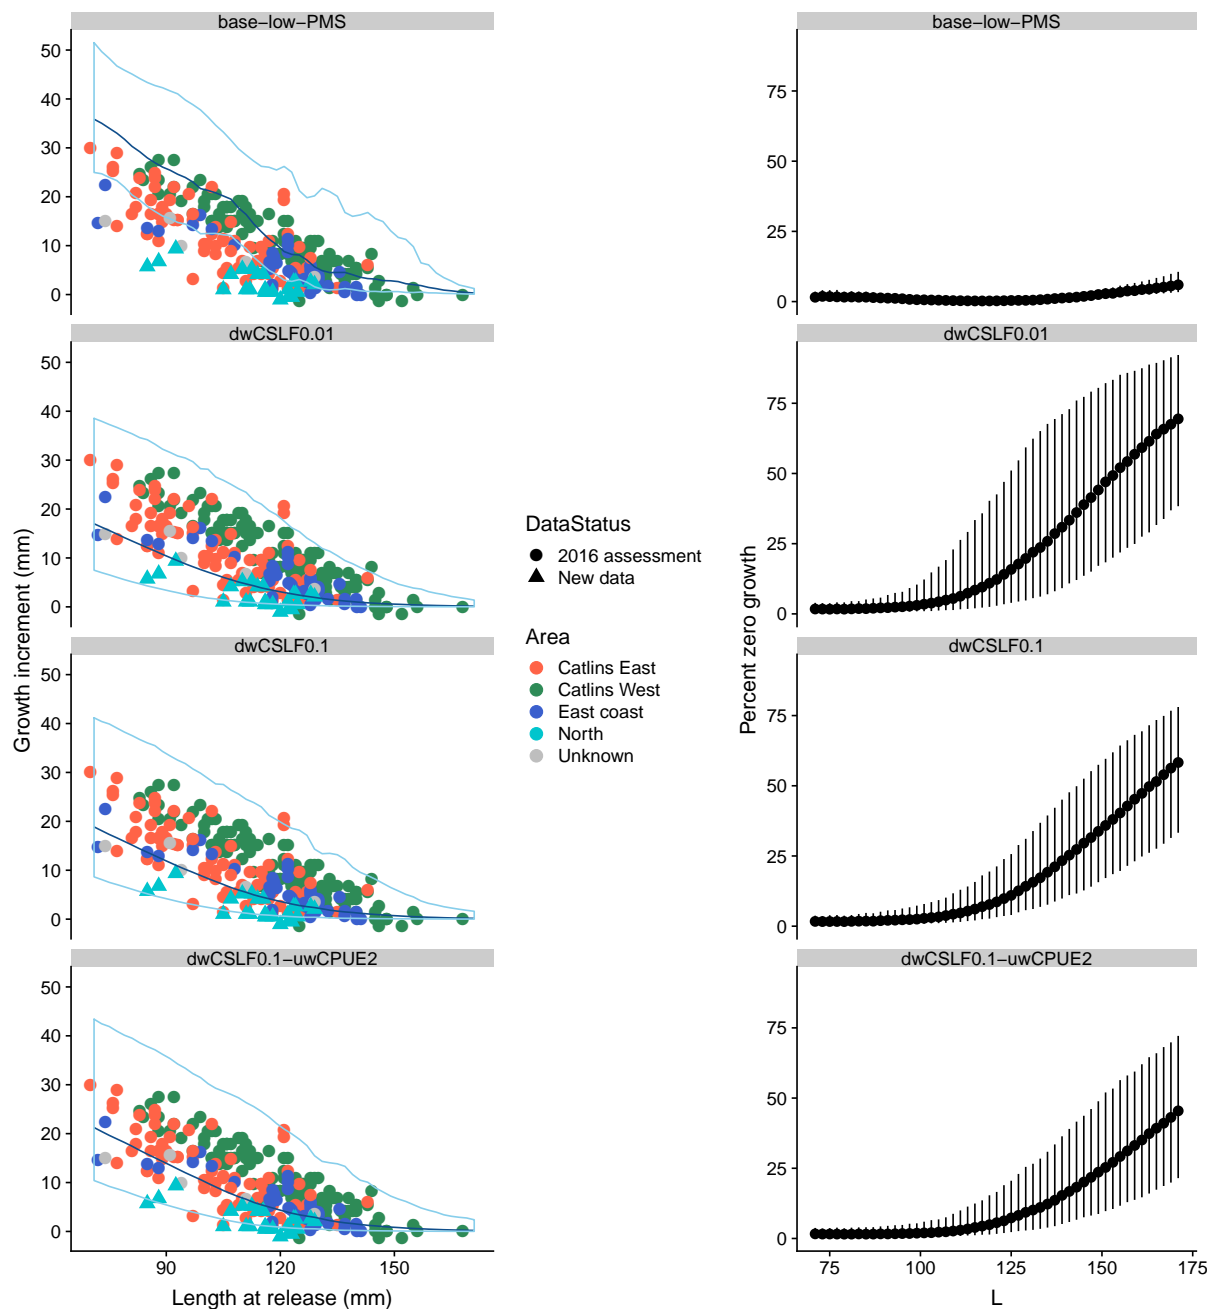 base−low−PMS
50
40
30
20
10
0
dwCSLF0.01
50
40
30
20
10
0
dwCSLF0.1
50
40
30
20
10
0
dwCSLF0.1−uwCPUE2
50
40
30
20
10
0
90
120
150
Length at release (mm)
Growth increment (mm)
DataStatus
2016 assessment
New data
Area
Catlins East
Catlins West
East coast
North
Unknown
base−low−PMS
75
50
25
0
dwCSLF0.01
75
50
25
0
dwCSLF0.1
75
50
25
0
dwCSLF0.1−uwCPUE2
75
50
25
0
75
100
125
150
175
L
Percent zero growth